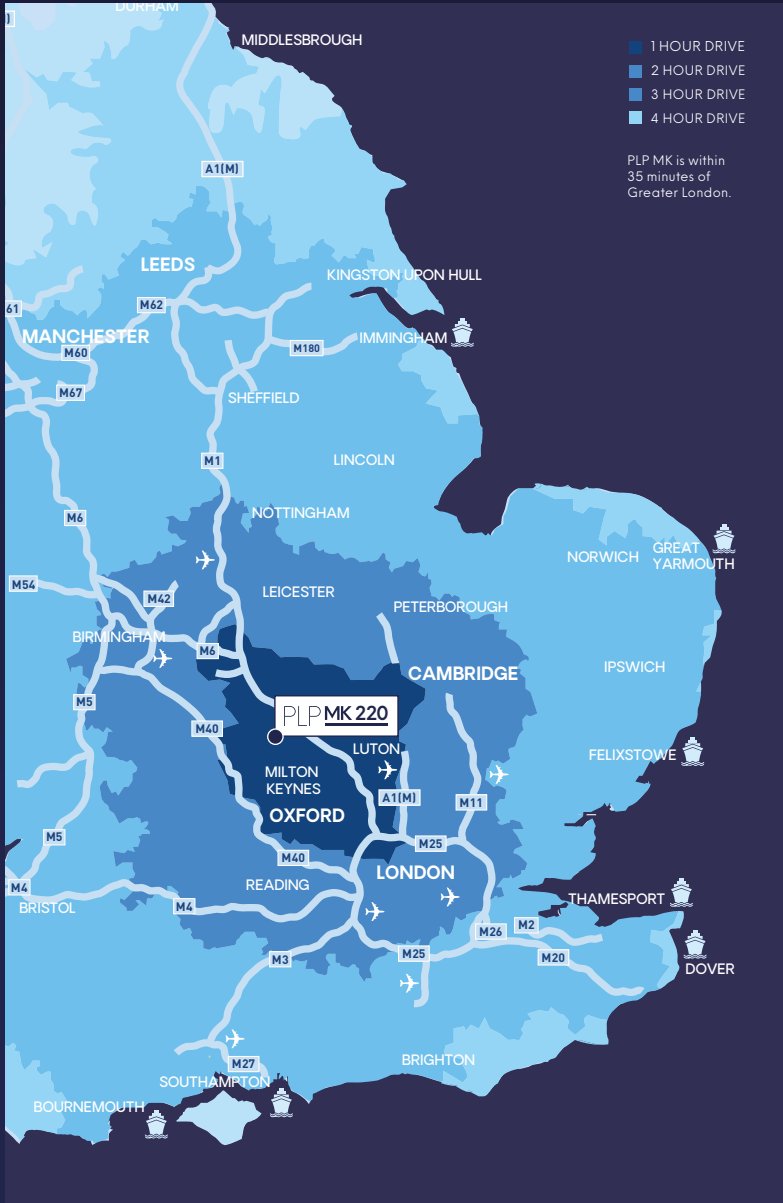 DURHAM
MIDDLESBROUGH
1 HOUR DRIVE
2 HOUR DRIVE
3 HOUR DRIVE
4 HOUR DRIVE
PLP MK is within
35 minutes of
Greater London.
A1(M)
LEEDS
KINGSTON UPON HULL
M62
61
MANCHESTER
IMMINGHAM
M60
M180
M67
SHEFFIELD
M1
LINCOLN
M6
NOTTINGHAM
NORWICH
GREAT
YARMOUTH
M54
M42
LEICESTER
PETERBOROUGH
BIRMINGHAM
M6
CAMBRIDGE
IPSWICH
M5
PLP MK 220
M40
LUTON
FELIXSTOWE
MILTON
KEYNES
A1(M)
M11
OXFORD
M5
M25
M40
LONDON
READING
M4
THAMESPORT
BRISTOL
M4
M26
M2
M3
M25
M20
DOVER
BRIGHTON
M27
SOUTHAMPTON
BOURNEMOUTH